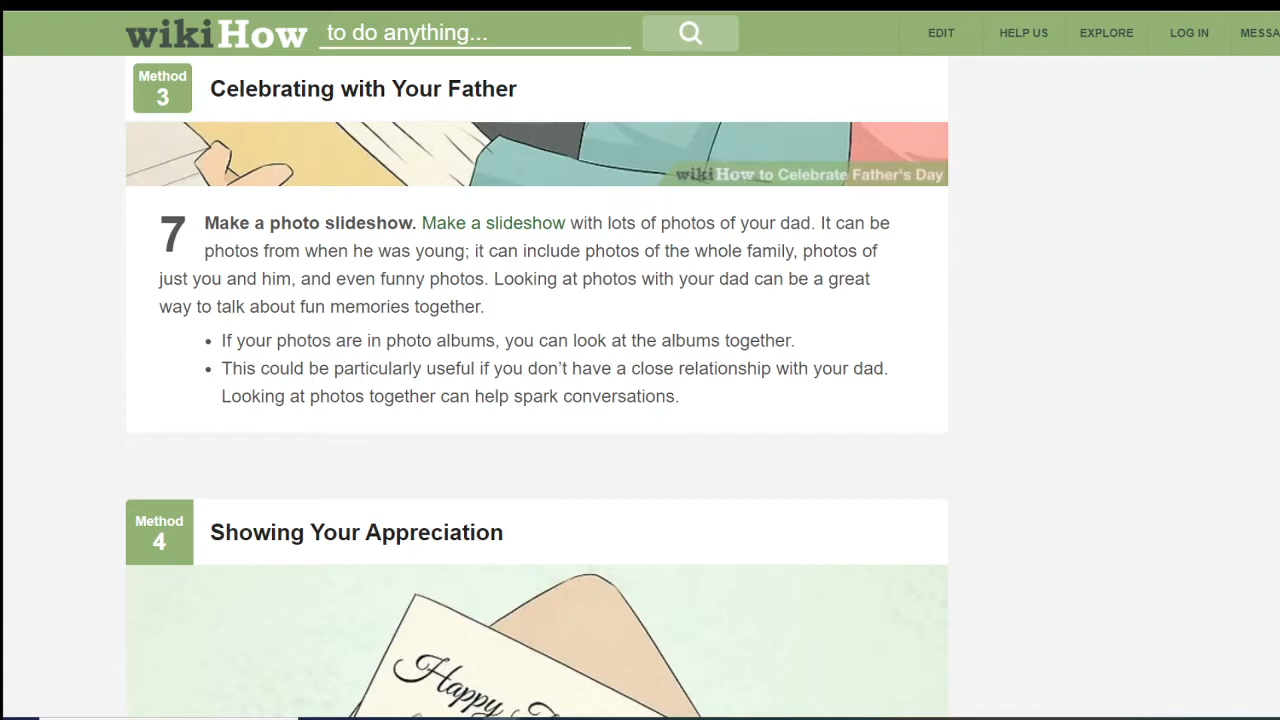 wikiHow to do anything... EDIT HELP US EXPLORE LOG IN
Method
3
Celebrating with Your Father
wikiHow to Celebrate Father's Day
7 Make a photo slideshow. Make a slideshow with lots of photos of your dad. It can be
photos from when he was young; it can include photos of the whole family, photos of
just you and him, and even funny photos. Looking at photos with your dad can be a great
way to talk about fun memories together.
• If your photos are in photo albums, you can look at the albums together.
• This could be particularly useful if you don’t have a close relationship with your dad.
Looking at photos together can help spark conversations.
Method
4
Showing Your Appreciation
Happy